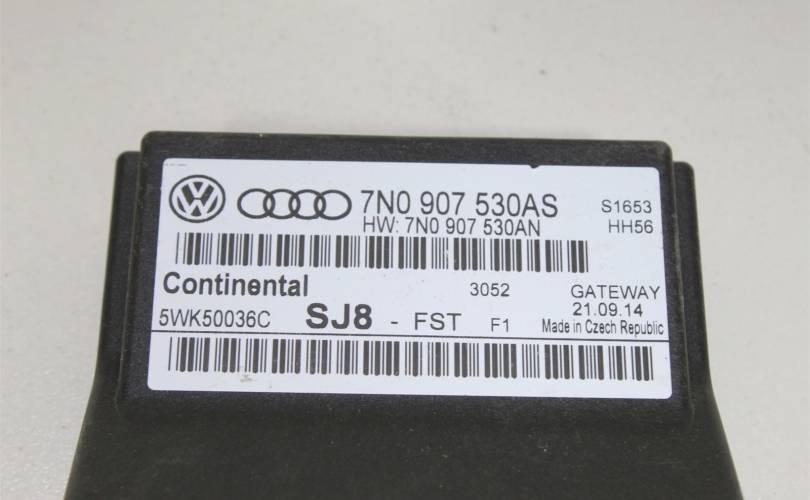 7N0 907 530AS S1653
HW: 7N0 907 530AN HH56
Continental 3052 GATEWAY
21.09.14
5WK50036C SJ8 - FST F1 Made in Czech Republic